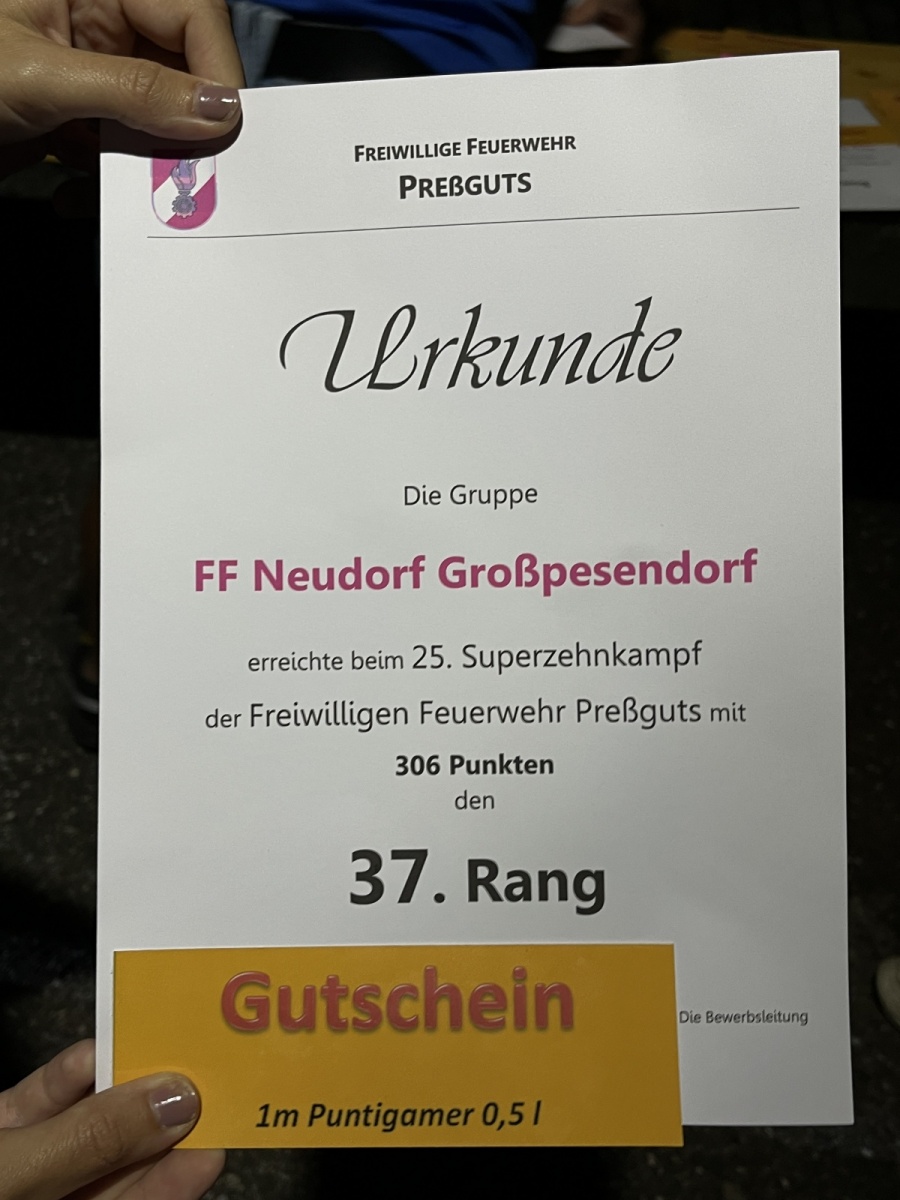 FREIWILLIGE FEUERWEHR
PREßGUTS
Urkunde
Die Gruppe
FF Neudorf Großpesendorf
erreichte beim 25. Superzehnkampf
der Freiwilligen Feuerwehr Preßguts mit
306 Punkten
den
37. Rang
Gutschein
Die Bewerbsleitung
1m Puntigamer 0,5 l